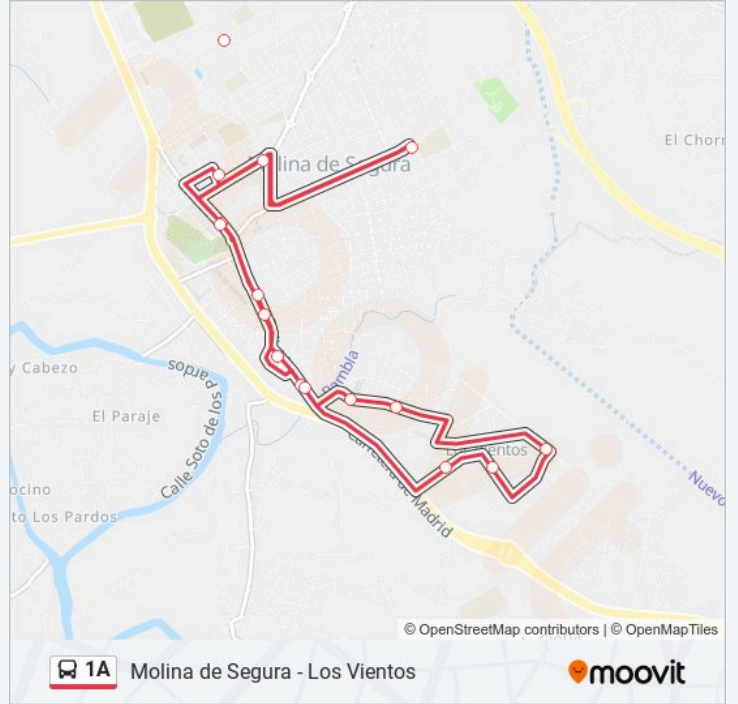 El Chorr
Molina de Segura
y Cabezo
Rambla
Pardos
Calle Soto de los
El Paraje
Los Vientos
Carretera de Madrid
ocino
to Los Pardos
Nuevo
© OpenStreetMap contributors | © OpenMapTiles
1A Molina de Segura - Los Vientos
moovit